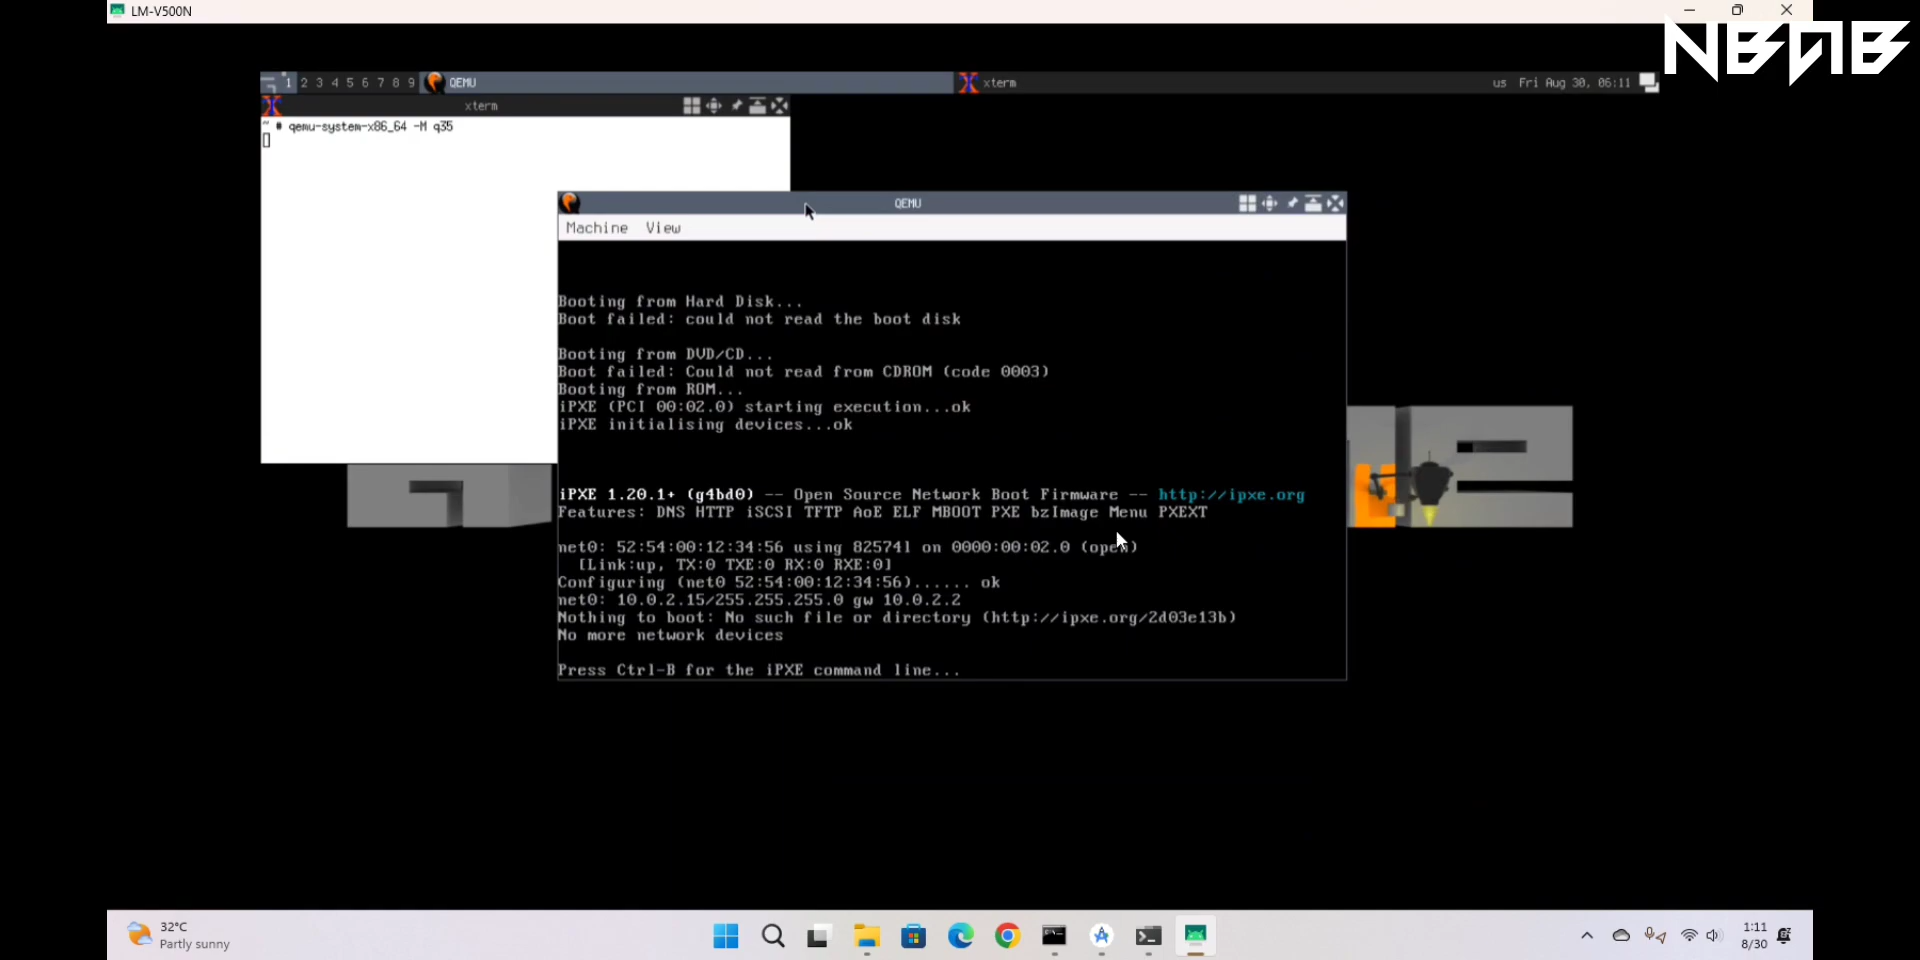 LM-V500N
NBAB
1 2 3 4 5 6 7 8 9 QEMU xterm us Fri Aug 30, 06:11
xterm
~ # qemu-system-x86_64 -M q35
QEMU
Machine View
Booting from Hard Disk...
Boot failed: could not read the boot disk
Booting from DVD/CD...
Boot failed: Could not read from CDROM (code 0003)
Booting from ROM...
iPXE (PCI 00:02.0) starting execution...ok
iPXE initialising devices...ok
iPXE 1.20.1+ (g4bd0) -- Open Source Network Boot Firmware -- http://ipxe.org
Features: DNS HTTP iSCSI TFTP AoE ELF MBOOT PXE bzImage Menu PXEXT
net0: 52:54:00:12:34:56 using 82574l on 0000:00:02.0 (open)
[Link:up, TX:0 TXE:0 RX:0 RXE:0]
Configuring (net0 52:54:00:12:34:56)...... ok
net0: 10.0.2.15/255.255.255.0 gw 10.0.2.2
Nothing to boot: No such file or directory (http://ipxe.org/2d03e13b)
No more network devices
Press Ctrl-B for the iPXE command line...
32°C
Partly sunny
1:11
8/30